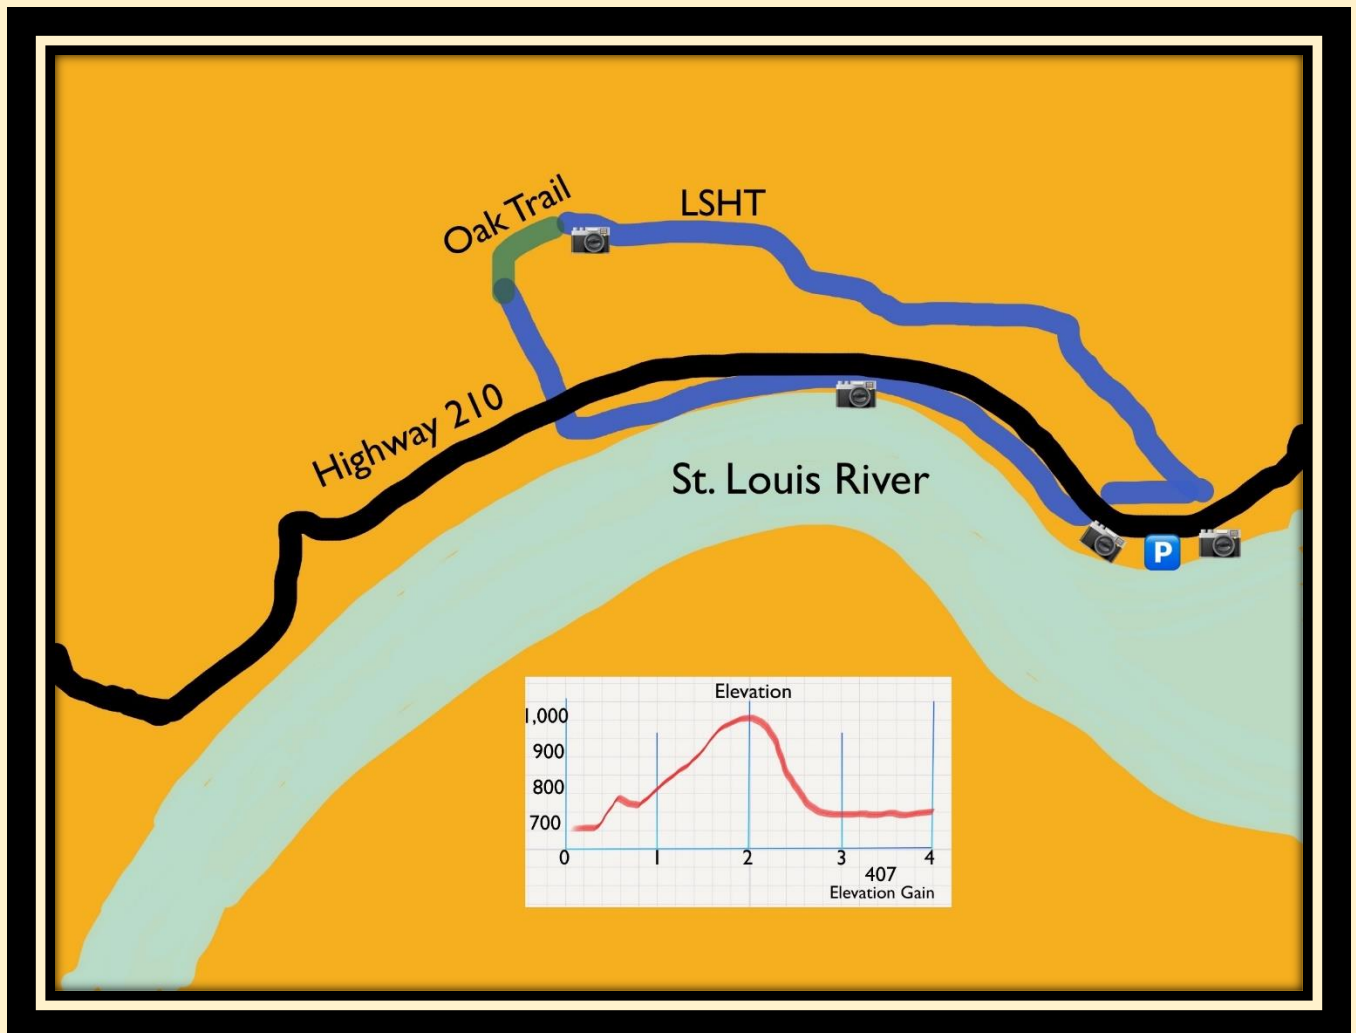 Oak Trail
LSHT
Highway 210
St. Louis River
P
Elevation
1,000
900
800
700
0 1 2 3 4
407
Elevation Gain